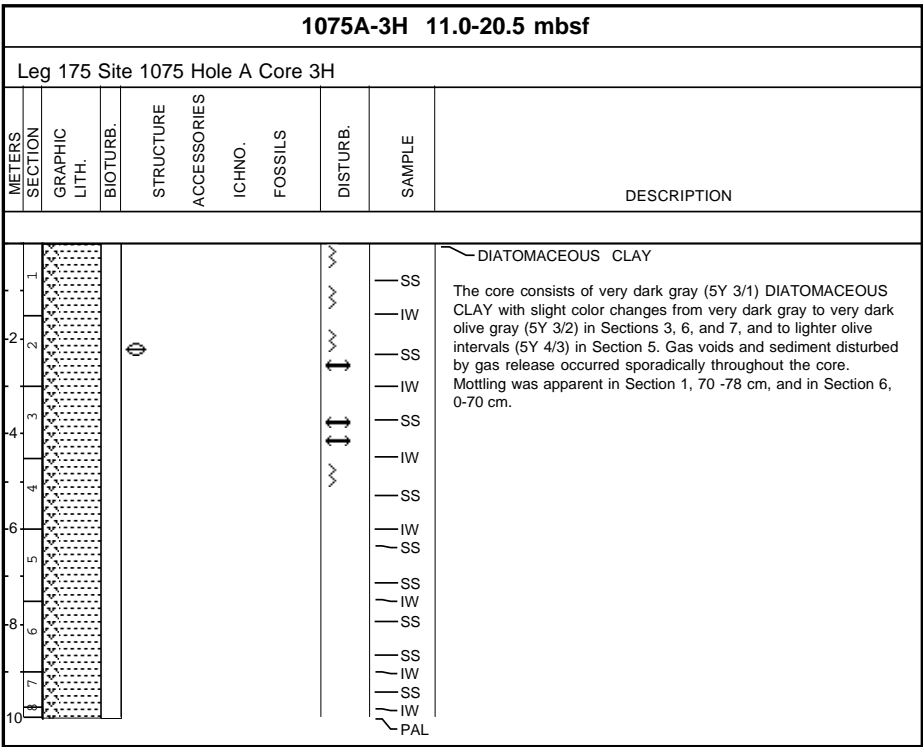 1075A-3H 11.0-20.5 mbsf
Leg 175 Site 1075 Hole A Core 3H
METERS
SECTION
GRAPHIC
LITH.
BIOTURB.
STRUCTURE
ACCESSORIES
ICHNO.
FOSSILS
DISTURB.
SAMPLE
DESCRIPTION
DIATOMACEOUS CLAY
The core consists of very dark gray (5Y 3/1) DIATOMACEOUS
CLAY with slight color changes from very dark gray to very dark
olive gray (5Y 3/2) in Sections 3, 6, and 7, and to lighter olive
intervals (5Y 4/3) in Section 5. Gas voids and sediment disturbed
by gas release occurred sporadically throughout the core.
Mottling was apparent in Section 1, 70 -78 cm, and in Section 6,
0-70 cm.
2
4
6
8
10
1
2
3
4
5
6
7
8
SS
IW
SS
IW
SS
IW
SS
IW
SS
SS
IW
SS
SS
IW
SS
IW
PAL